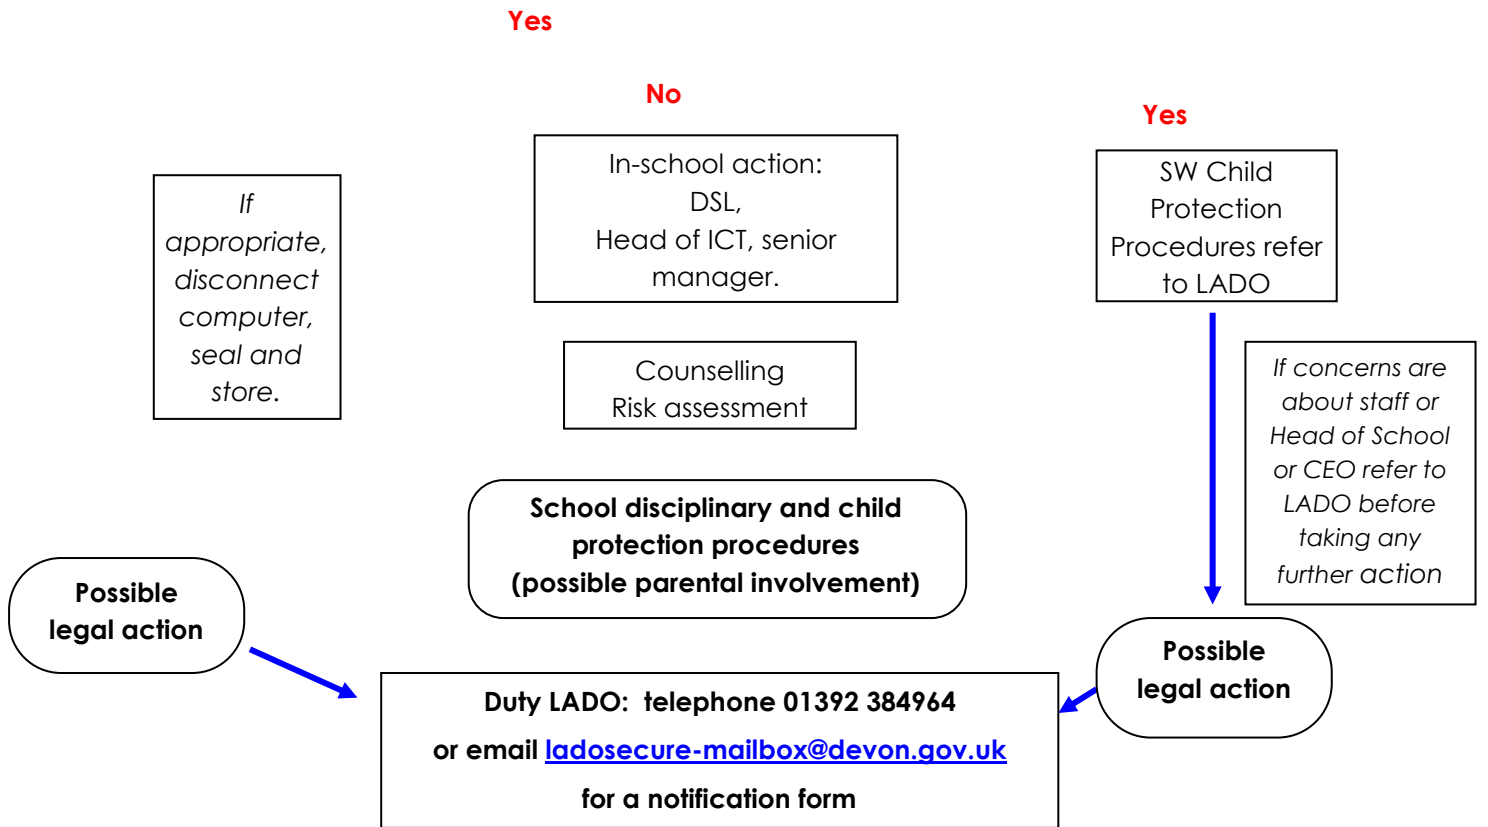 Yes
No
Yes
If
appropriate,
disconnect
computer,
seal and
store.
In-school action:
DSL,
Head of ICT, senior
manager.
SW Child
Protection
Procedures refer
to LADO
Counselling
Risk assessment
If concerns are
about staff or
Head of School
or CEO refer to
LADO before
taking any
further action
School disciplinary and child
protection procedures
(possible parental involvement)
Possible
legal action
Possible
legal action
Duty LADO: telephone 01392 384964
or email ladosecure-mailbox@devon.gov.uk
for a notification form